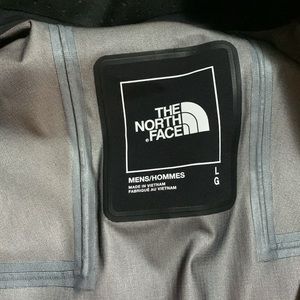 THE
NORTH
FACE
MENS/HOMMES
MADE IN VIETNAM
FABRIQUÉ AU VIETNAM
L
G